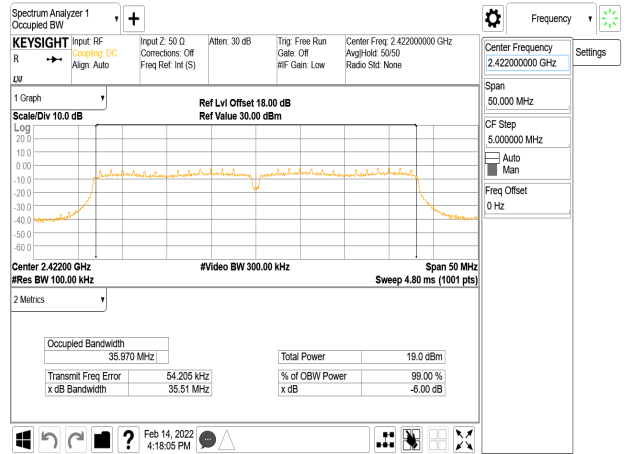 Spectrum Analyzer 1
Occupied BW
Frequency
KEYSIGHT
R
Input: RF
Coupling: DC
Align: Auto
Input Z: 50 Ω
Corrections: Off
Freq Ref: Int (S)
Atten: 30 dB
Trig: Free Run
Gate: Off
#IF Gain: Low
Center Freq: 2.422000000 GHz
Avg|Hold: 50/50
Radio Std: None
Center Frequency
2.422000000 GHz
Settings
Span
50.000 MHz
CF Step
5.000000 MHz
Auto
Man
Freq Offset
0 Hz
1 Graph
Ref Lvl Offset 18.00 dB
Scale/Div 10.0 dB
Ref Value 30.00 dBm
Log
20.0
10.0
0.00
-10.0
-20.0
-30.0
-40.0
-50.0
-60.0
Center 2.42200 GHz
#Video BW 300.00 kHz
Span 50 MHz
#Res BW 100.00 kHz
Sweep 4.80 ms (1001 pts)
2 Metrics
Occupied Bandwidth
35.970 MHz
Total Power 19.0 dBm
Transmit Freq Error 54.205 kHz
% of OBW Power 99.00 %
x dB Bandwidth 35.51 MHz
x dB -6.00 dB
Feb 14, 2022
4:18:05 PM